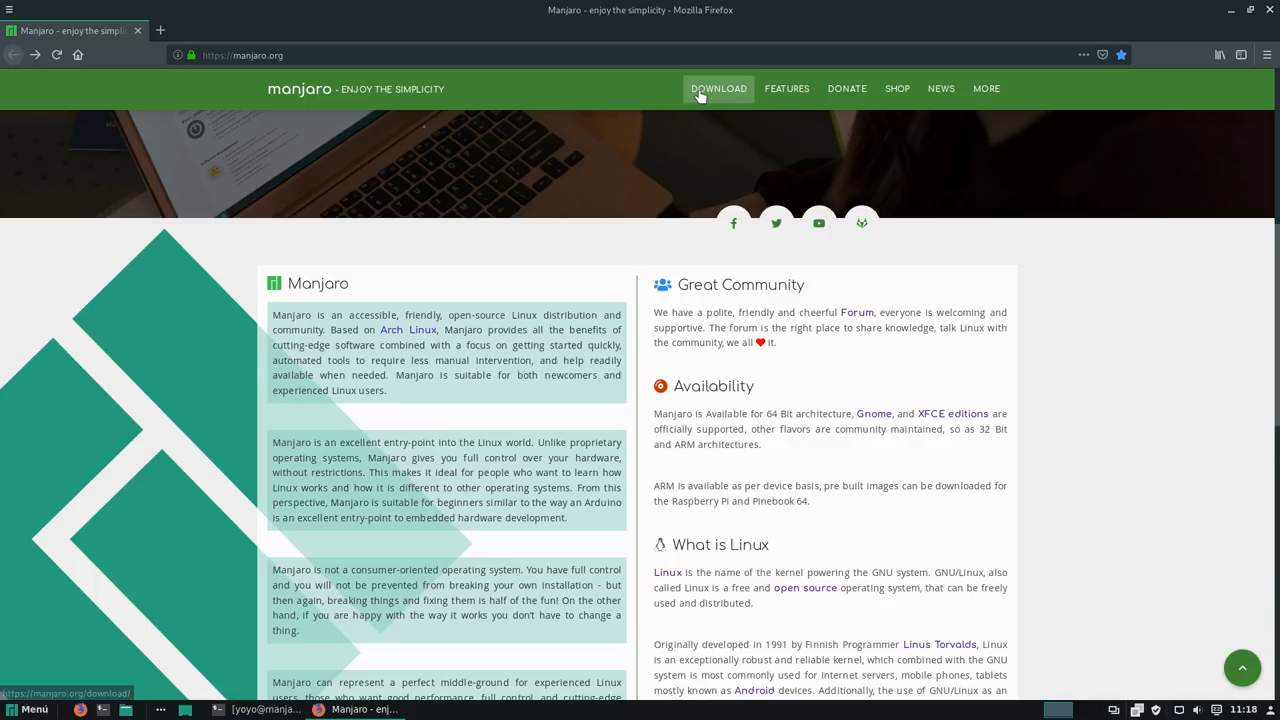 Manjaro - enjoy the simplicity - Mozilla Firefox
Manjaro - enjoy the simpli
https://manjaro.org
manjaro - ENJOY THE SIMPLICITY
DOWNLOAD FEATURES DONATE SHOP NEWS MORE
Manjaro
Manjaro is an accessible, friendly, open-source Linux distribution and
community. Based on Arch Linux, Manjaro provides all the benefits of
cutting-edge software combined with a focus on getting started quickly,
automated tools to require less manual intervention, and help readily
available when needed. Manjaro is suitable for both newcomers and
experienced Linux users.
Manjaro is an excellent entry-point into the Linux world. Unlike proprietary
operating systems, Manjaro gives you full control over your hardware,
without restrictions. This makes it ideal for people who want to learn how
Linux works and how it is different to other operating systems. From this
perspective, Manjaro is suitable for beginners similar to the way an Arduino
is an excellent entry-point to embedded hardware development.
Manjaro is not a consumer-oriented operating system. You have full control
and you will not be prevented from breaking your own installation - but
then again, breaking things and fixing them is half of the fun! On the other
hand, if you are happy with the way it works you don't have to change a
thing.
Manjaro can represent a perfect middle-ground for experienced Linux
users, those who want good performance, full control, and cutting-edge
Great Community
We have a polite, friendly and cheerful Forum, everyone is welcoming and
supportive. The forum is the right place to share knowledge, talk Linux with
the community, we all it.
Availability
Manjaro is Available for 64 Bit architecture, Gnome, and XFCE editions are
officially supported, other flavors are community maintained, so as 32 Bit
and ARM architectures.
ARM is available as per device basis, pre built images can be downloaded for
the Raspberry PI and Pinebook 64.
What is Linux
Linux is the name of the kernel powering the GNU system. GNU/Linux, also
called Linux is a free and open source operating system, that can be freely
used and distributed.
Originally developed in 1991 by Finnish Programmer Linus Torvalds, Linux
is an exceptionally robust and reliable kernel, which combined with the GNU
system is most commonly used for Internet servers, mobile phones, tablets
mostly known as Android devices. Additionally, the use of GNU/Linux as an
https://manjaro.org/download/
Menú
[yoyo@manja...
Manjaro - enj...
11:18